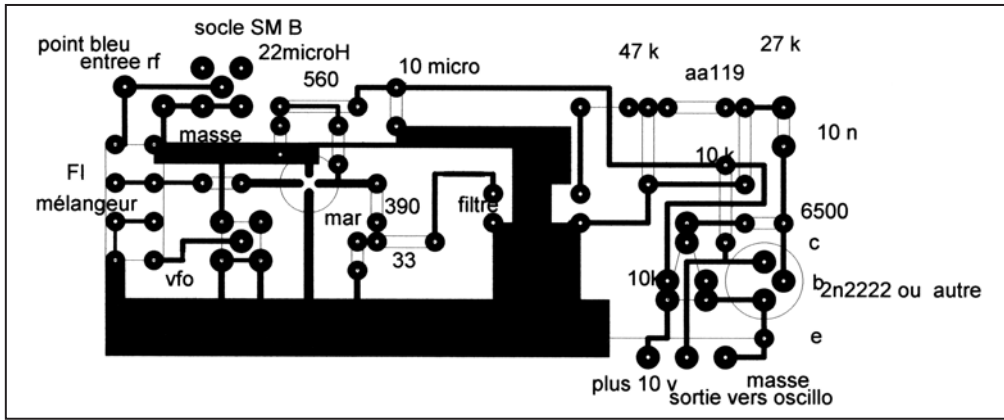 socle SM B
point bleu
entree rf
22microH
560
10 micro
47 k
27 k
aa119
masse
10 n
10 k
FI
mélangeur
mar
390
filtre
6500
33
c
vfo
10k
b
2n2222 ou autre
e
plus 10 v
masse
sortie vers oscillo